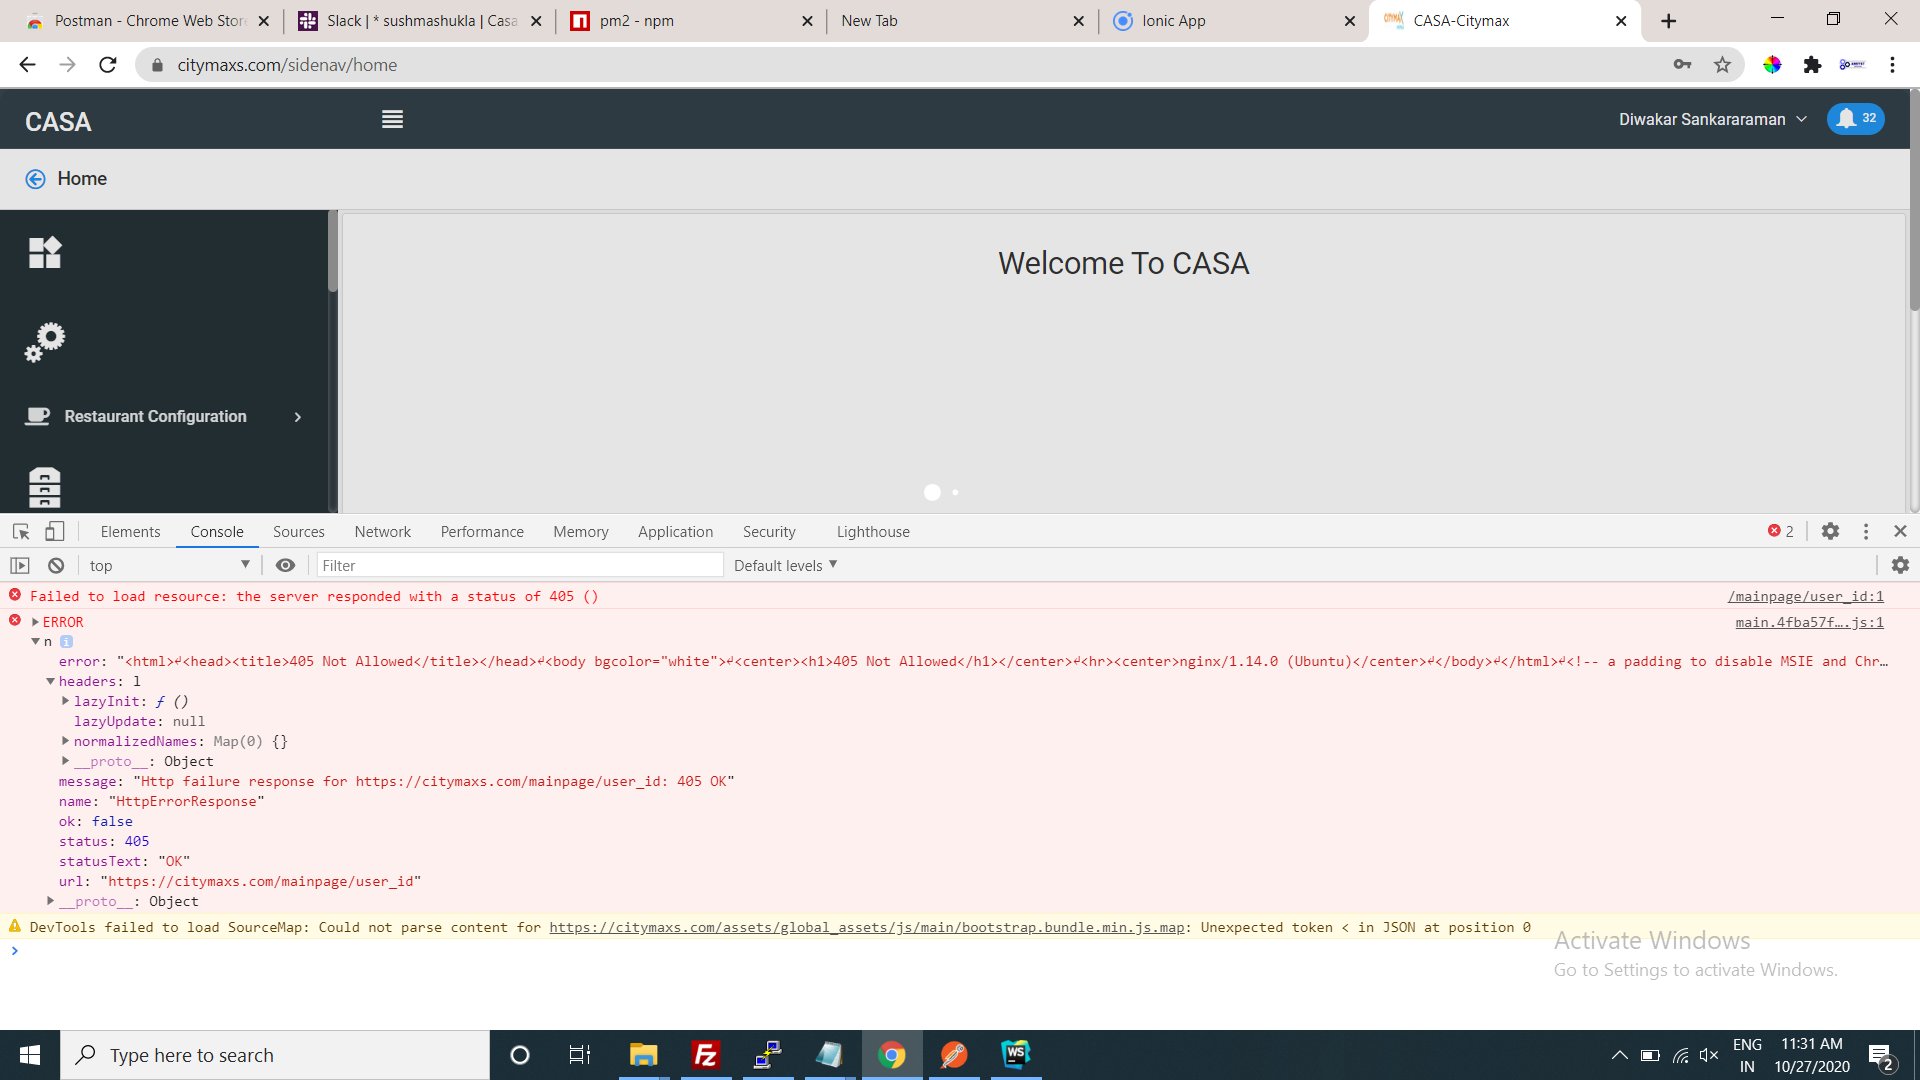 Postman - Chrome Web Store
Slack | * sushmashukla | Casa
pm2 - npm
New Tab
Ionic App
CASA-Citymax
citymaxs.com/sidenav/home
CASA
Diwakar Sankararaman
32
Home
Welcome To CASA
Restaurant Configuration
Elements Console Sources Network Performance Memory Application Security Lighthouse
2
top
Filter
Default levels
Failed to load resource: the server responded with a status of 405 () /mainpage/user_id:1
ERROR main.4fba57f….js:1
n i
error: "<html>↵<head><title>405 Not Allowed</title></head>↵<body bgcolor="white">↵<center><h1>405 Not Allowed</h1></center>↵<hr><center>nginx/1.14.0 (Ubuntu)</center>↵</body>↵</html>↵<!-- a padding to disable MSIE and Chr…
headers: l
lazyInit: ƒ ()
lazyUpdate: null
normalizedNames: Map(0) {}
__proto__: Object
message: "Http failure response for https://citymaxs.com/mainpage/user_id: 405 OK"
name: "HttpErrorResponse"
ok: false
status: 405
statusText: "OK"
url: "https://citymaxs.com/mainpage/user_id"
__proto__: Object
DevTools failed to load SourceMap: Could not parse content for https://citymaxs.com/assets/global_assets/js/main/bootstrap.bundle.min.js.map: Unexpected token < in JSON at position 0
Activate Windows
Go to Settings to activate Windows.
Type here to search
WS
ENG
IN
11:31 AM
10/27/2020
2